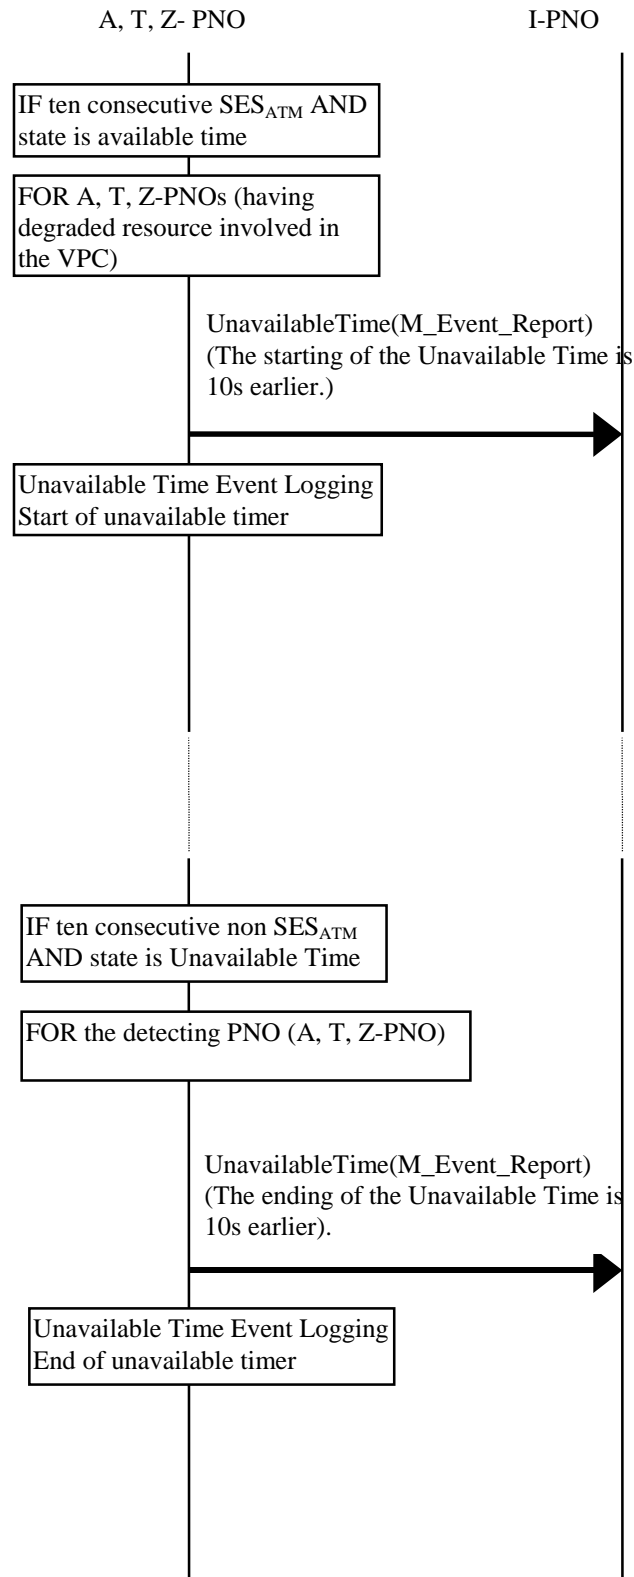 A, T, Z- PNO
I-PNO
IF ten consecutive SES_ATM AND
state is available time
FOR A, T, Z-PNOs (having
degraded resource involved in
the VPC)
UnavailableTime(M_Event_Report)
(The starting of the Unavailable Time is
10s earlier.)
Unavailable Time Event Logging
Start of unavailable timer
IF ten consecutive non SES_ATM
AND state is Unavailable Time
FOR the detecting PNO (A, T, Z-PNO)
UnavailableTime(M_Event_Report)
(The ending of the Unavailable Time is
10s earlier).
Unavailable Time Event Logging
End of unavailable timer